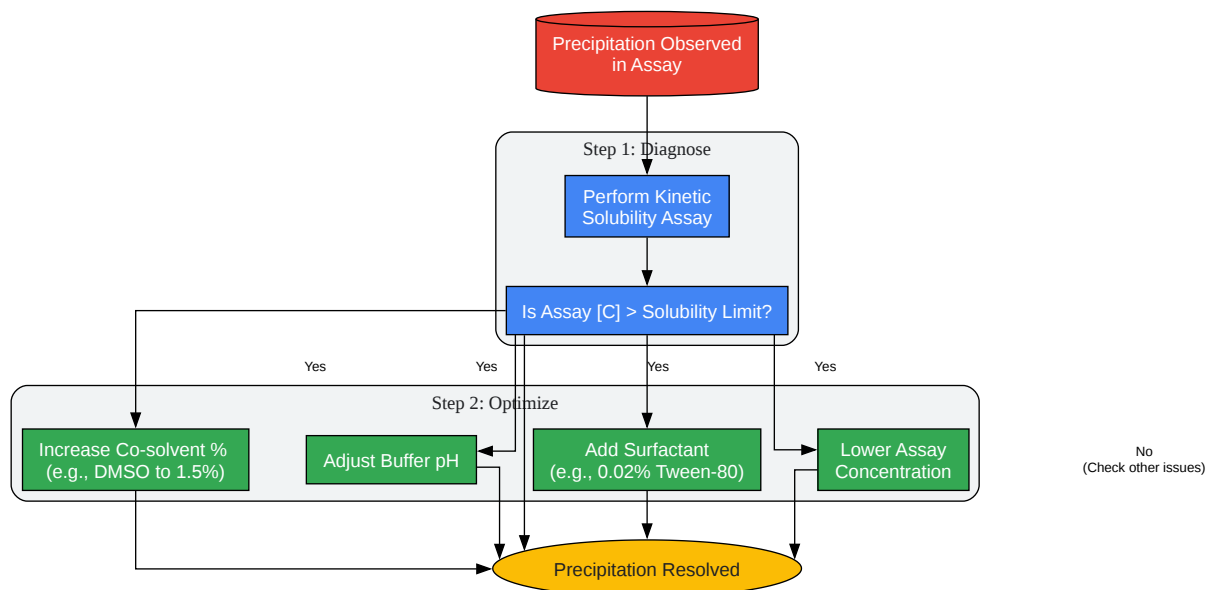 Precipitation Observed
in Assay
Step 1: Diagnose
Perform Kinetic
Solubility Assay
Is Assay [C] > Solubility Limit?
Yes
Yes
Yes
Yes
Step 2: Optimize
Increase Co-solvent %
(e.g., DMSO to 1.5%)
Adjust Buffer pH
Add Surfactant
(e.g., 0.02% Tween-80)
Lower Assay
Concentration
No
(Check other issues)
Precipitation Resolved